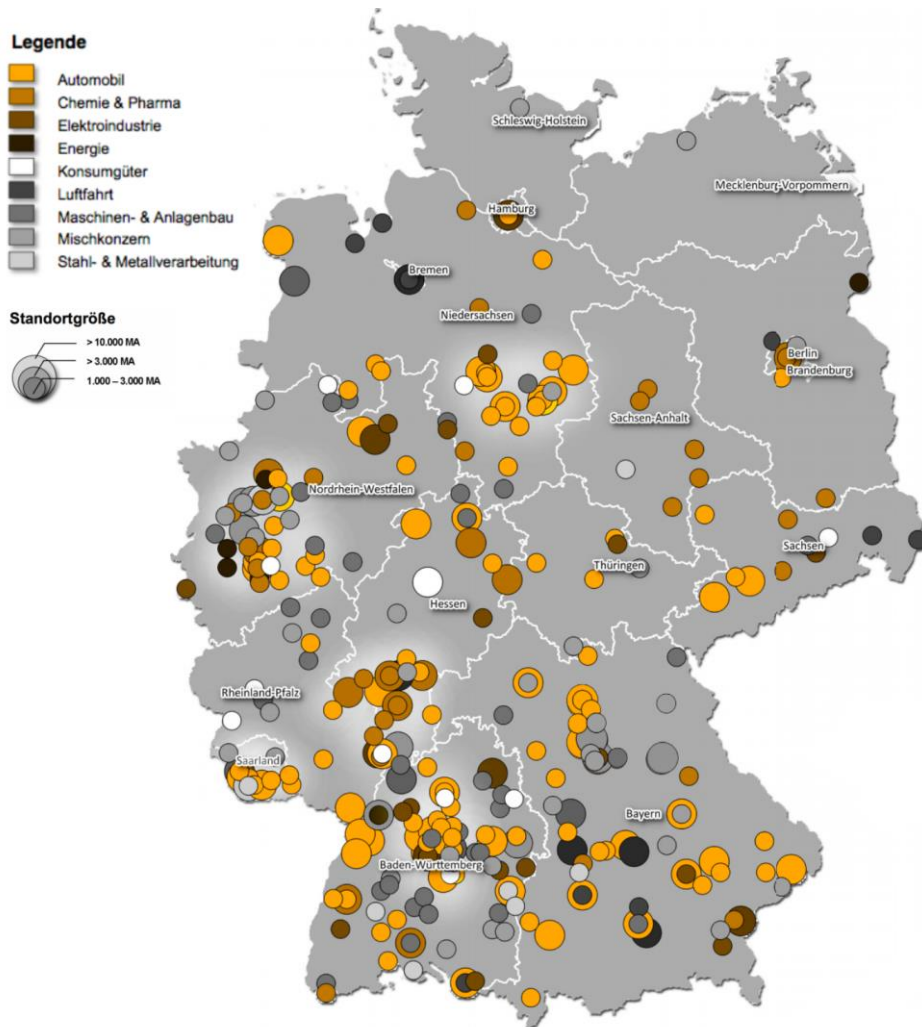 Legende
Automobil
Chemie & Pharma
Elektroindustrie
Energie
Konsumgüter
Luftfahrt
Maschinen- & Anlagenbau
Mischkonzern
Stahl- & Metallverarbeitung
Standortgröße
> 10.000 MA
> 3.000 MA
1.000 – 3.000 MA
Schleswig-Holstein
Mecklenburg-Vorpommern
Hamburg
Bremen
Niedersachsen
Berlin
Brandenburg
Sachsen-Anhalt
Nordrhein-Westfalen
Sachsen
Thüringen
Hessen
Rheinland-Pfalz
Saarland
Bayern
Baden-Württemberg